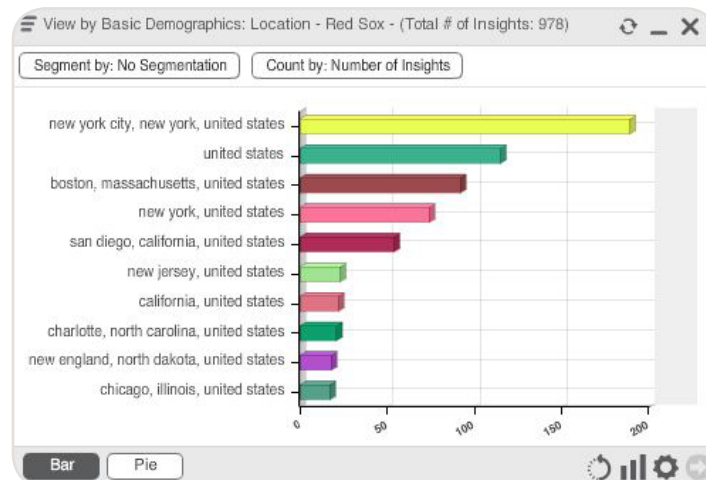 View by Basic Demographics: Location - Red Sox - (Total # of Insights: 978)
Segment by: No Segmentation Count by: Number of Insights
new york city, new york, united states
united states
boston, massachusetts, united states
new york, united states
san diego, california, united states
new jersey, united states
california, united states
charlotte, north carolina, united states
new england, north dakota, united states
chicago, illinois, united states
0 50 100 150 200
Bar Pie